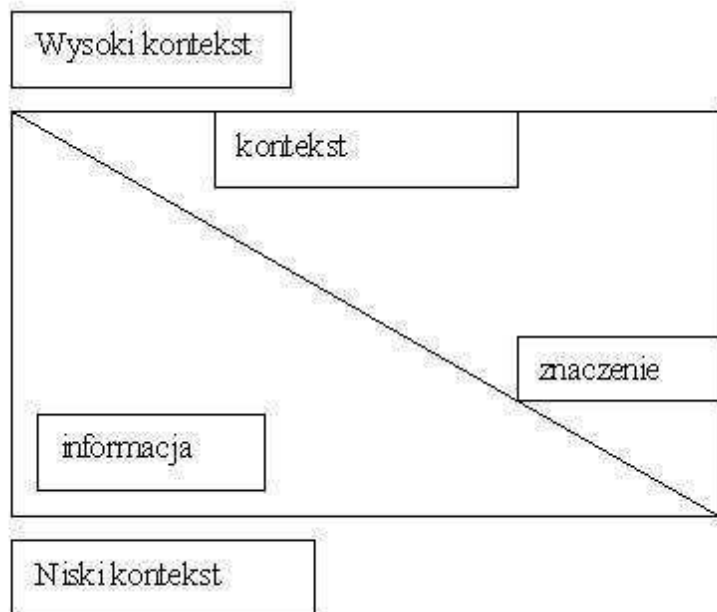 Wysoki kontekst
kontekst
znaczenie
informacja
Niski kontekst